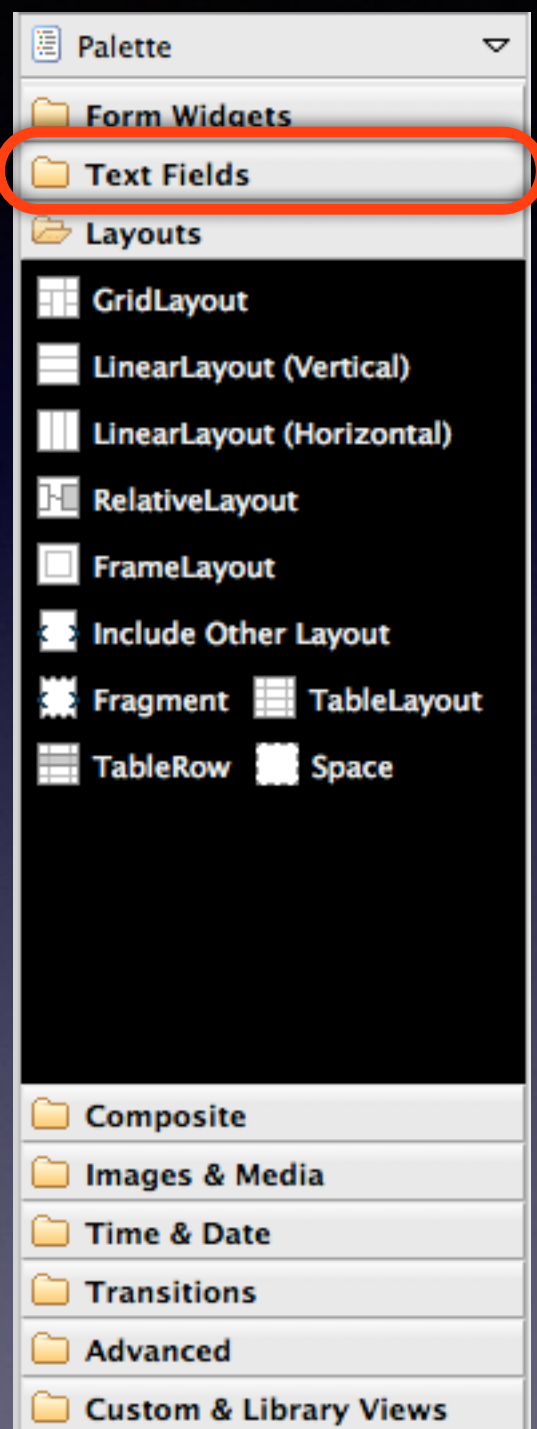 Palette
Form Widgets
Text Fields
Layouts
GridLayout
LinearLayout (Vertical)
LinearLayout (Horizontal)
RelativeLayout
FrameLayout
Include Other Layout
Fragment TableLayout
TableRow Space
Composite
Images & Media
Time & Date
Transitions
Advanced
Custom & Library Views